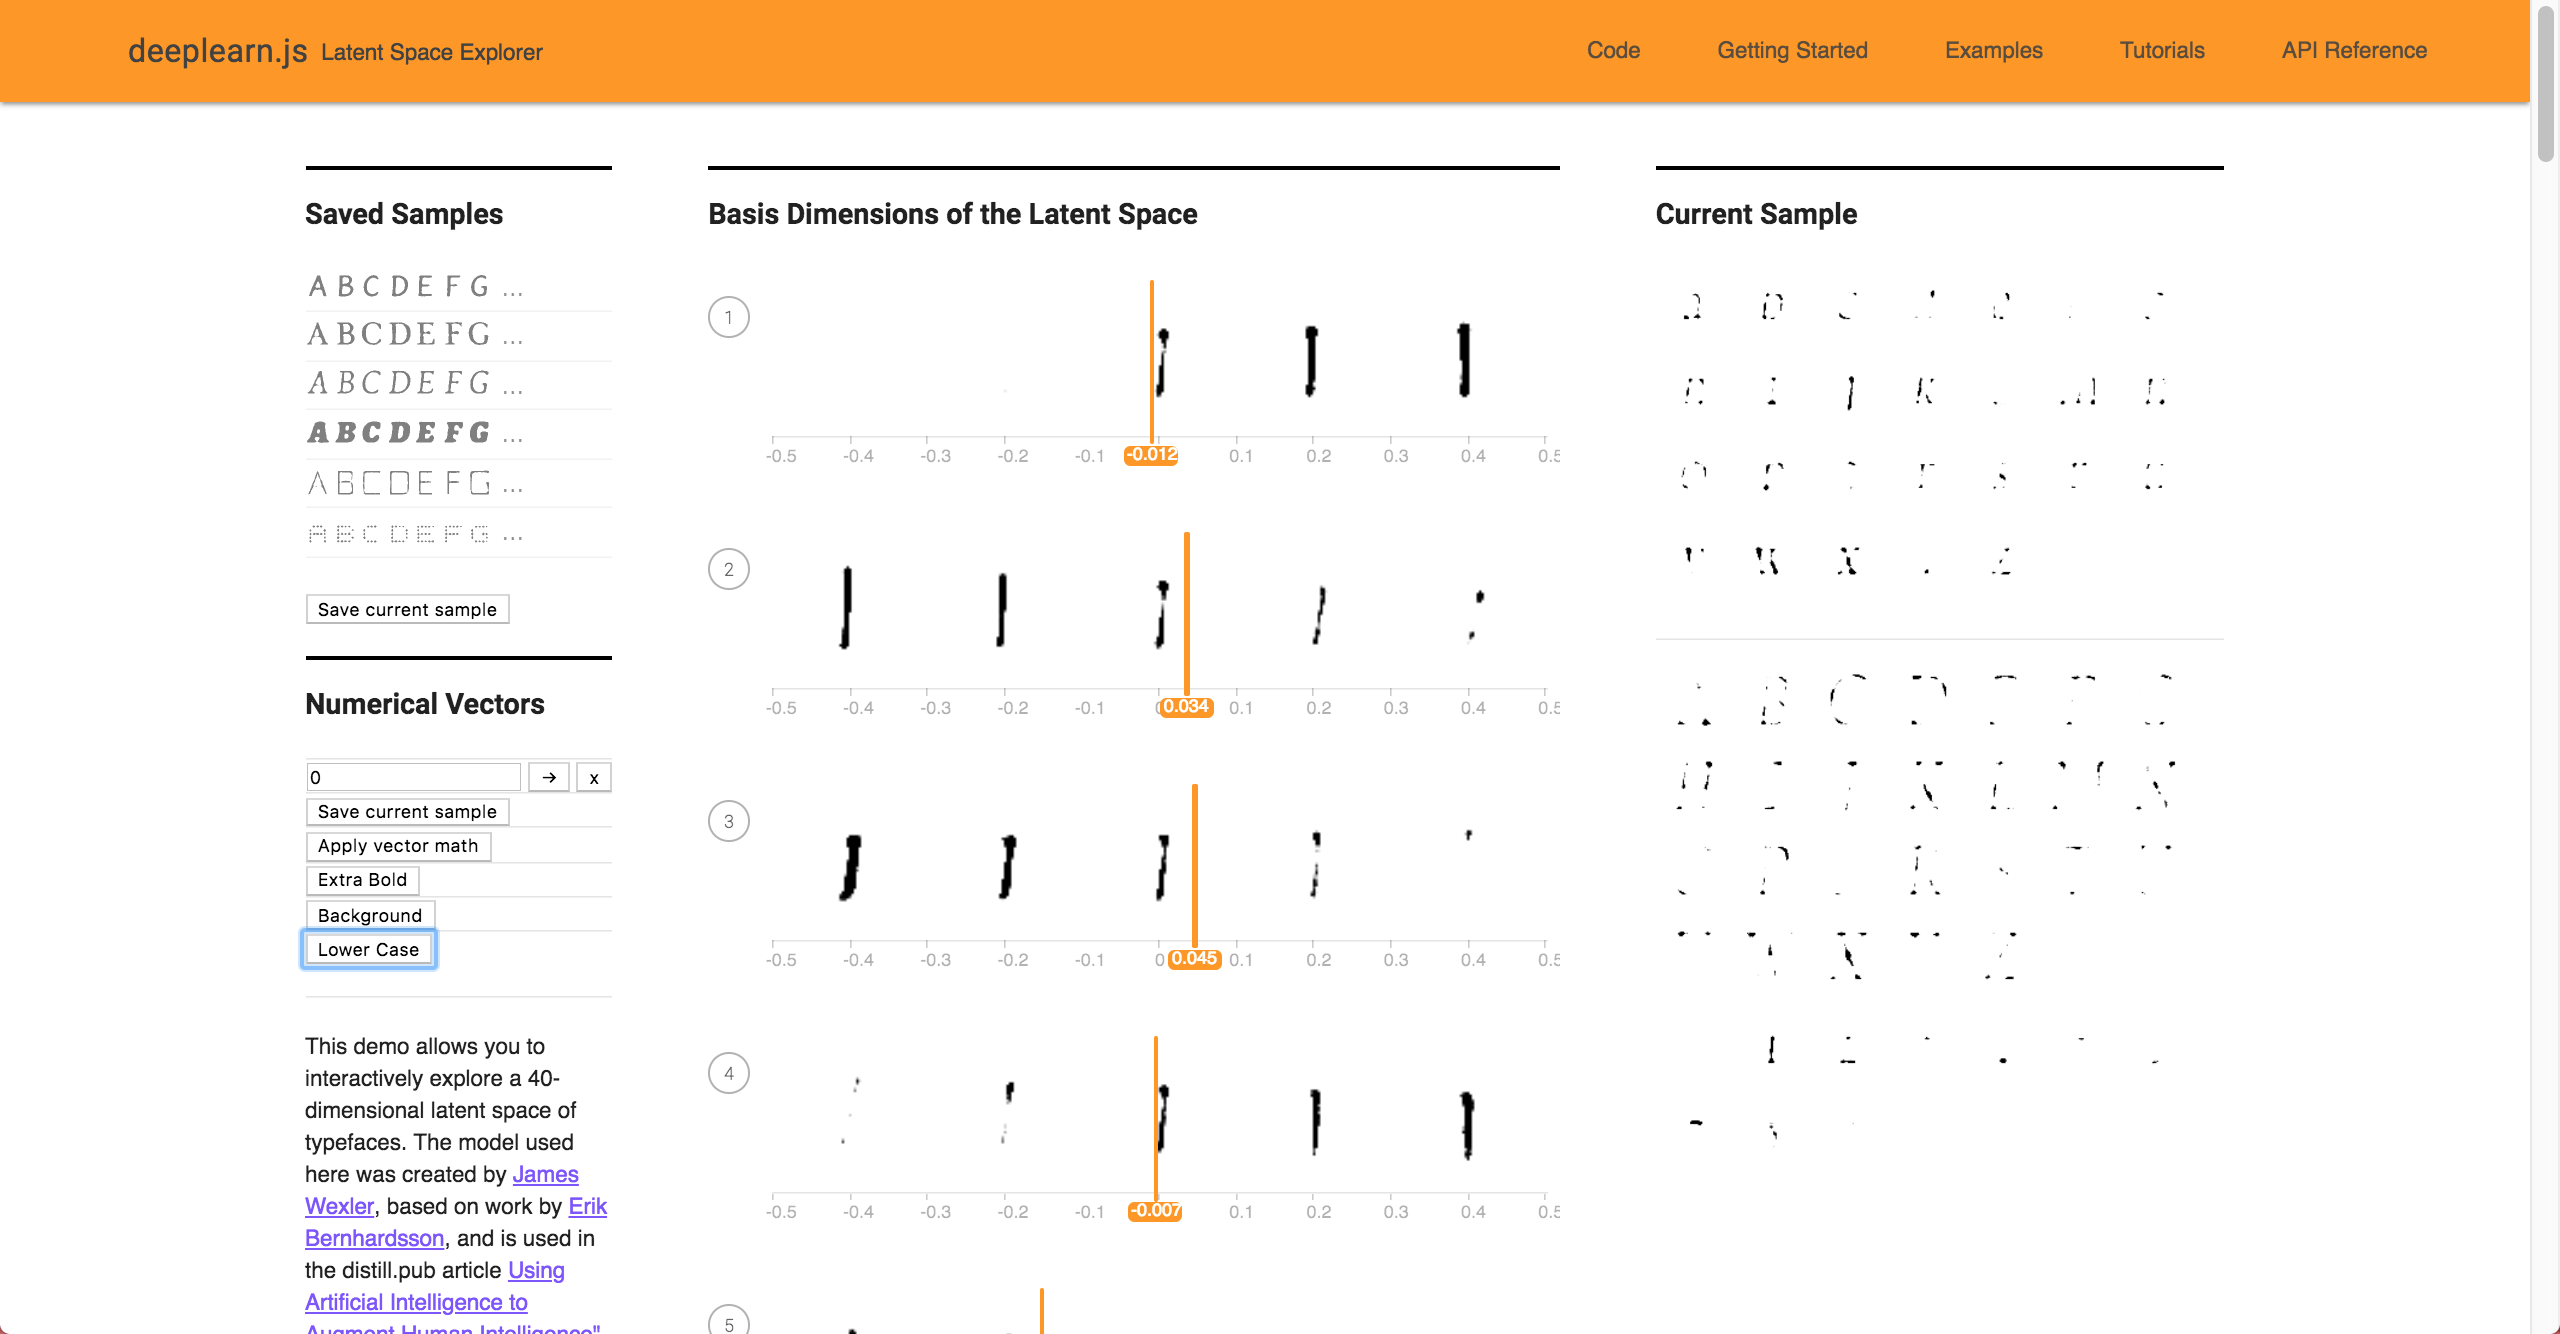 deeplearn.js Latent Space Explorer
Code Getting Started Examples Tutorials API Reference
Saved Samples
A B C D E F G ...
A B C D E F G ...
A B C D E F G ...
A B C D E F G ...
A B C D E F G ...
A B C D E F G ...
Save current sample
Numerical Vectors
0 → x
Save current sample
Apply vector math
Extra Bold
Background
Lower Case
This demo allows you to
interactively explore a 40-
dimensional latent space of
typefaces. The model used
here was created by James
Wexler, based on work by Erik
Bernhardsson, and is used in
the distill.pub article Using
Artificial Intelligence to
Augment Human Intelligence"
Basis Dimensions of the Latent Space
1
-0.5 -0.4 -0.3 -0.2 -0.1 -0.012 0.1 0.2 0.3 0.4 0.5
2
-0.5 -0.4 -0.3 -0.2 -0.1 0.034 0.1 0.2 0.3 0.4 0.5
3
-0.5 -0.4 -0.3 -0.2 -0.1 0 0.045 0.1 0.2 0.3 0.4 0.5
4
-0.5 -0.4 -0.3 -0.2 -0.1 -0.007 0.1 0.2 0.3 0.4 0.5
5
Current Sample